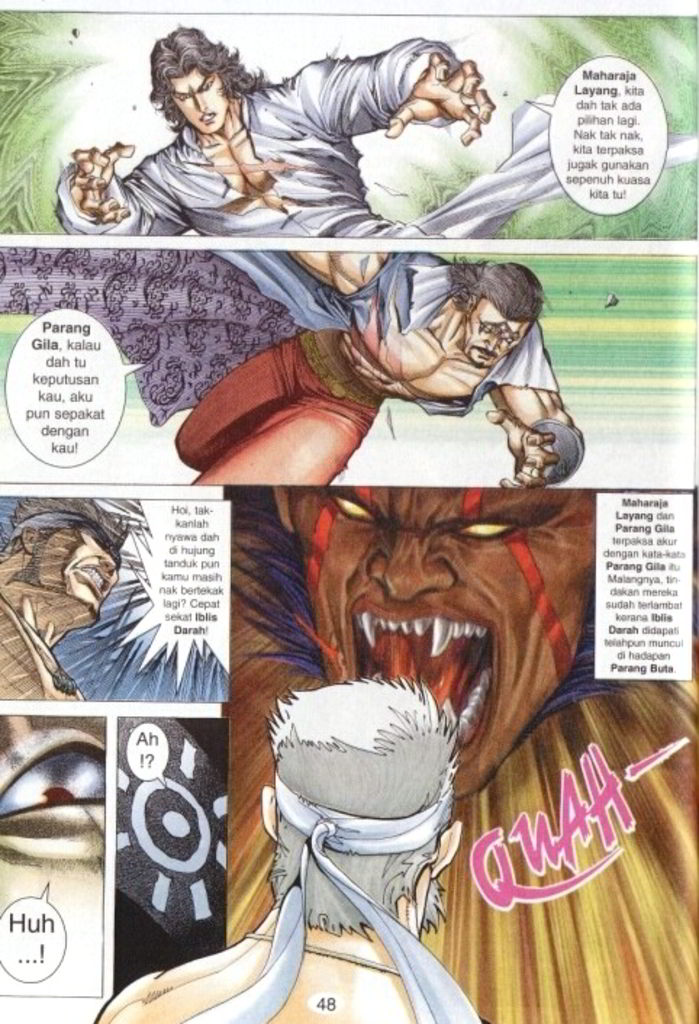 Maharaja
Layang, kita
dah tak ada
pilihan lagi.
Nak tak nak,
kita terpaksa
jugak gunakan
sepenuh kuasa
kita tu!
Parang
Gila, kalau
dah tu
keputusan
kau, aku
pun sepakat
dengan
kau!
Hoi, tak-
kanlah
nyawa dah
di hujung
tanduk pun
kamu masih
nak bertekak
lagi? Cepat
sekat Iblis
Darah!
Maharaja
Layang dan
Parang Gila
terpaksa akur
dengan kata-kata
Parang Gila itu
Malangnya, tin-
dakan mereka
sudah terlambat
kerana Iblis
Darah didapati
telahpun muncul
di hadapan
Parang Buta.
Ah
!?
Huh
...!
QUAH
48